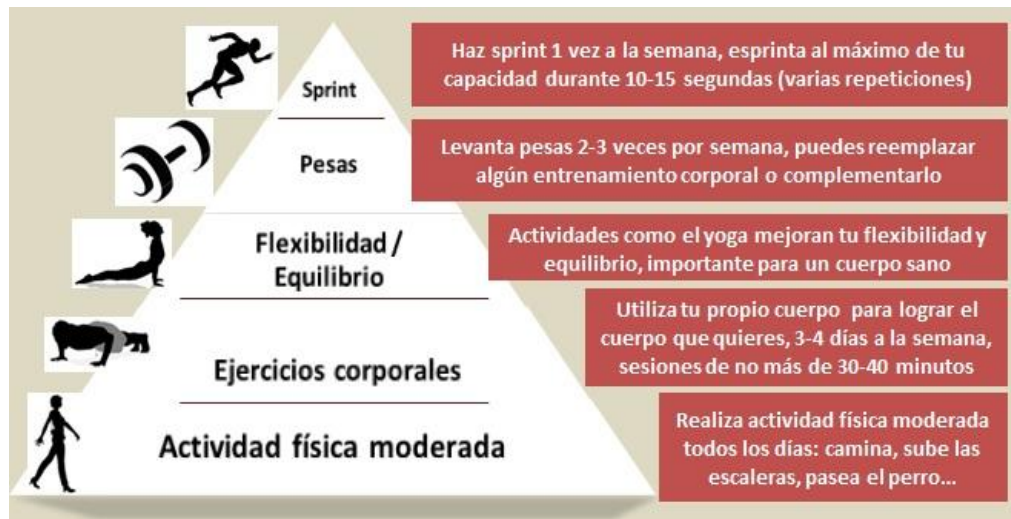 Sprint
Haz sprint 1 vez a la semana, esprinta al máximo de tu
capacidad durante 10-15 segundas (varias repeticiones)
Pesas
Levanta pesas 2-3 veces por semana, puedes reemplazar
algún entrenamiento corporal o complementarlo
Flexibilidad /
Equilibrio
Actividades como el yoga mejoran tu flexibilidad y
equilibrio, importante para un cuerpo sano
Ejercicios corporales
Utiliza tu propio cuerpo para lograr el
cuerpo que quieres, 3-4 días a la semana,
sesiones de no más de 30-40 minutos
Actividad física moderada
Realiza actividad física moderada
todos los días: camina, sube las
escaleras, pasea el perro...